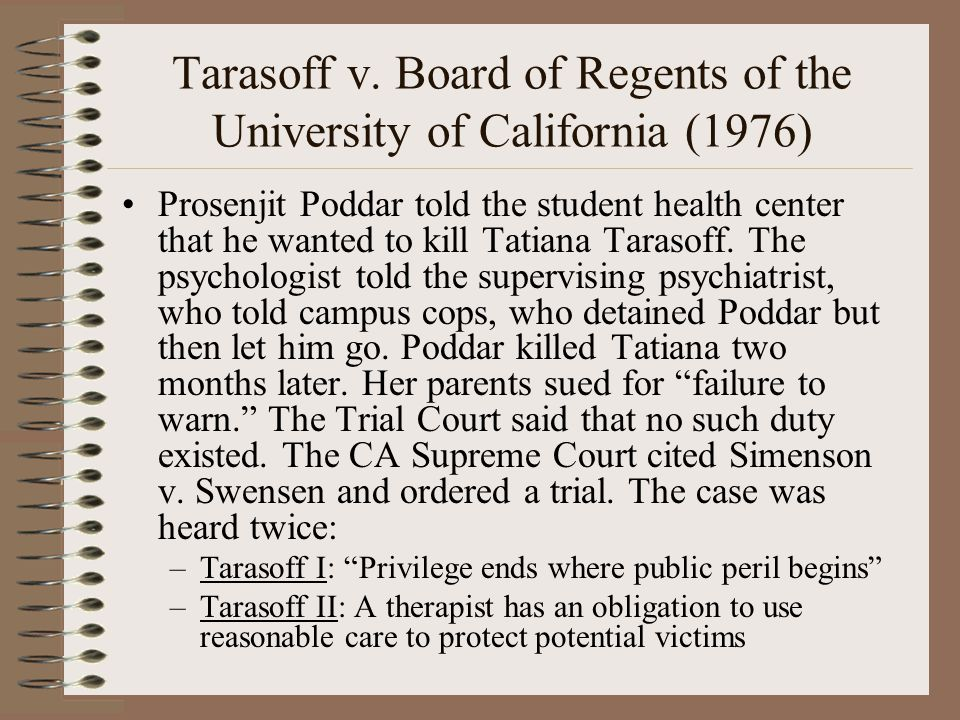 Tarasoff v. Board of Regents of the
University of California (1976)
• Prosenjit Poddar told the student health center
that he wanted to kill Tatiana Tarasoff. The
psychologist told the supervising psychiatrist,
who told campus cops, who detained Poddar but
then let him go. Poddar killed Tatiana two
months later. Her parents sued for “failure to
warn.” The Trial Court said that no such duty
existed. The CA Supreme Court cited Simenson
v. Swensen and ordered a trial. The case was
heard twice:
–Tarasoff I: “Privilege ends where public peril begins”
–Tarasoff II: A therapist has an obligation to use
reasonable care to protect potential victims